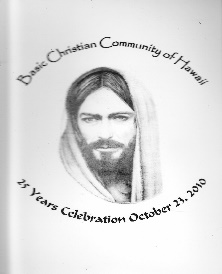 Basic Christian Community of Hawaii
25 Years Celebration October 23, 2010